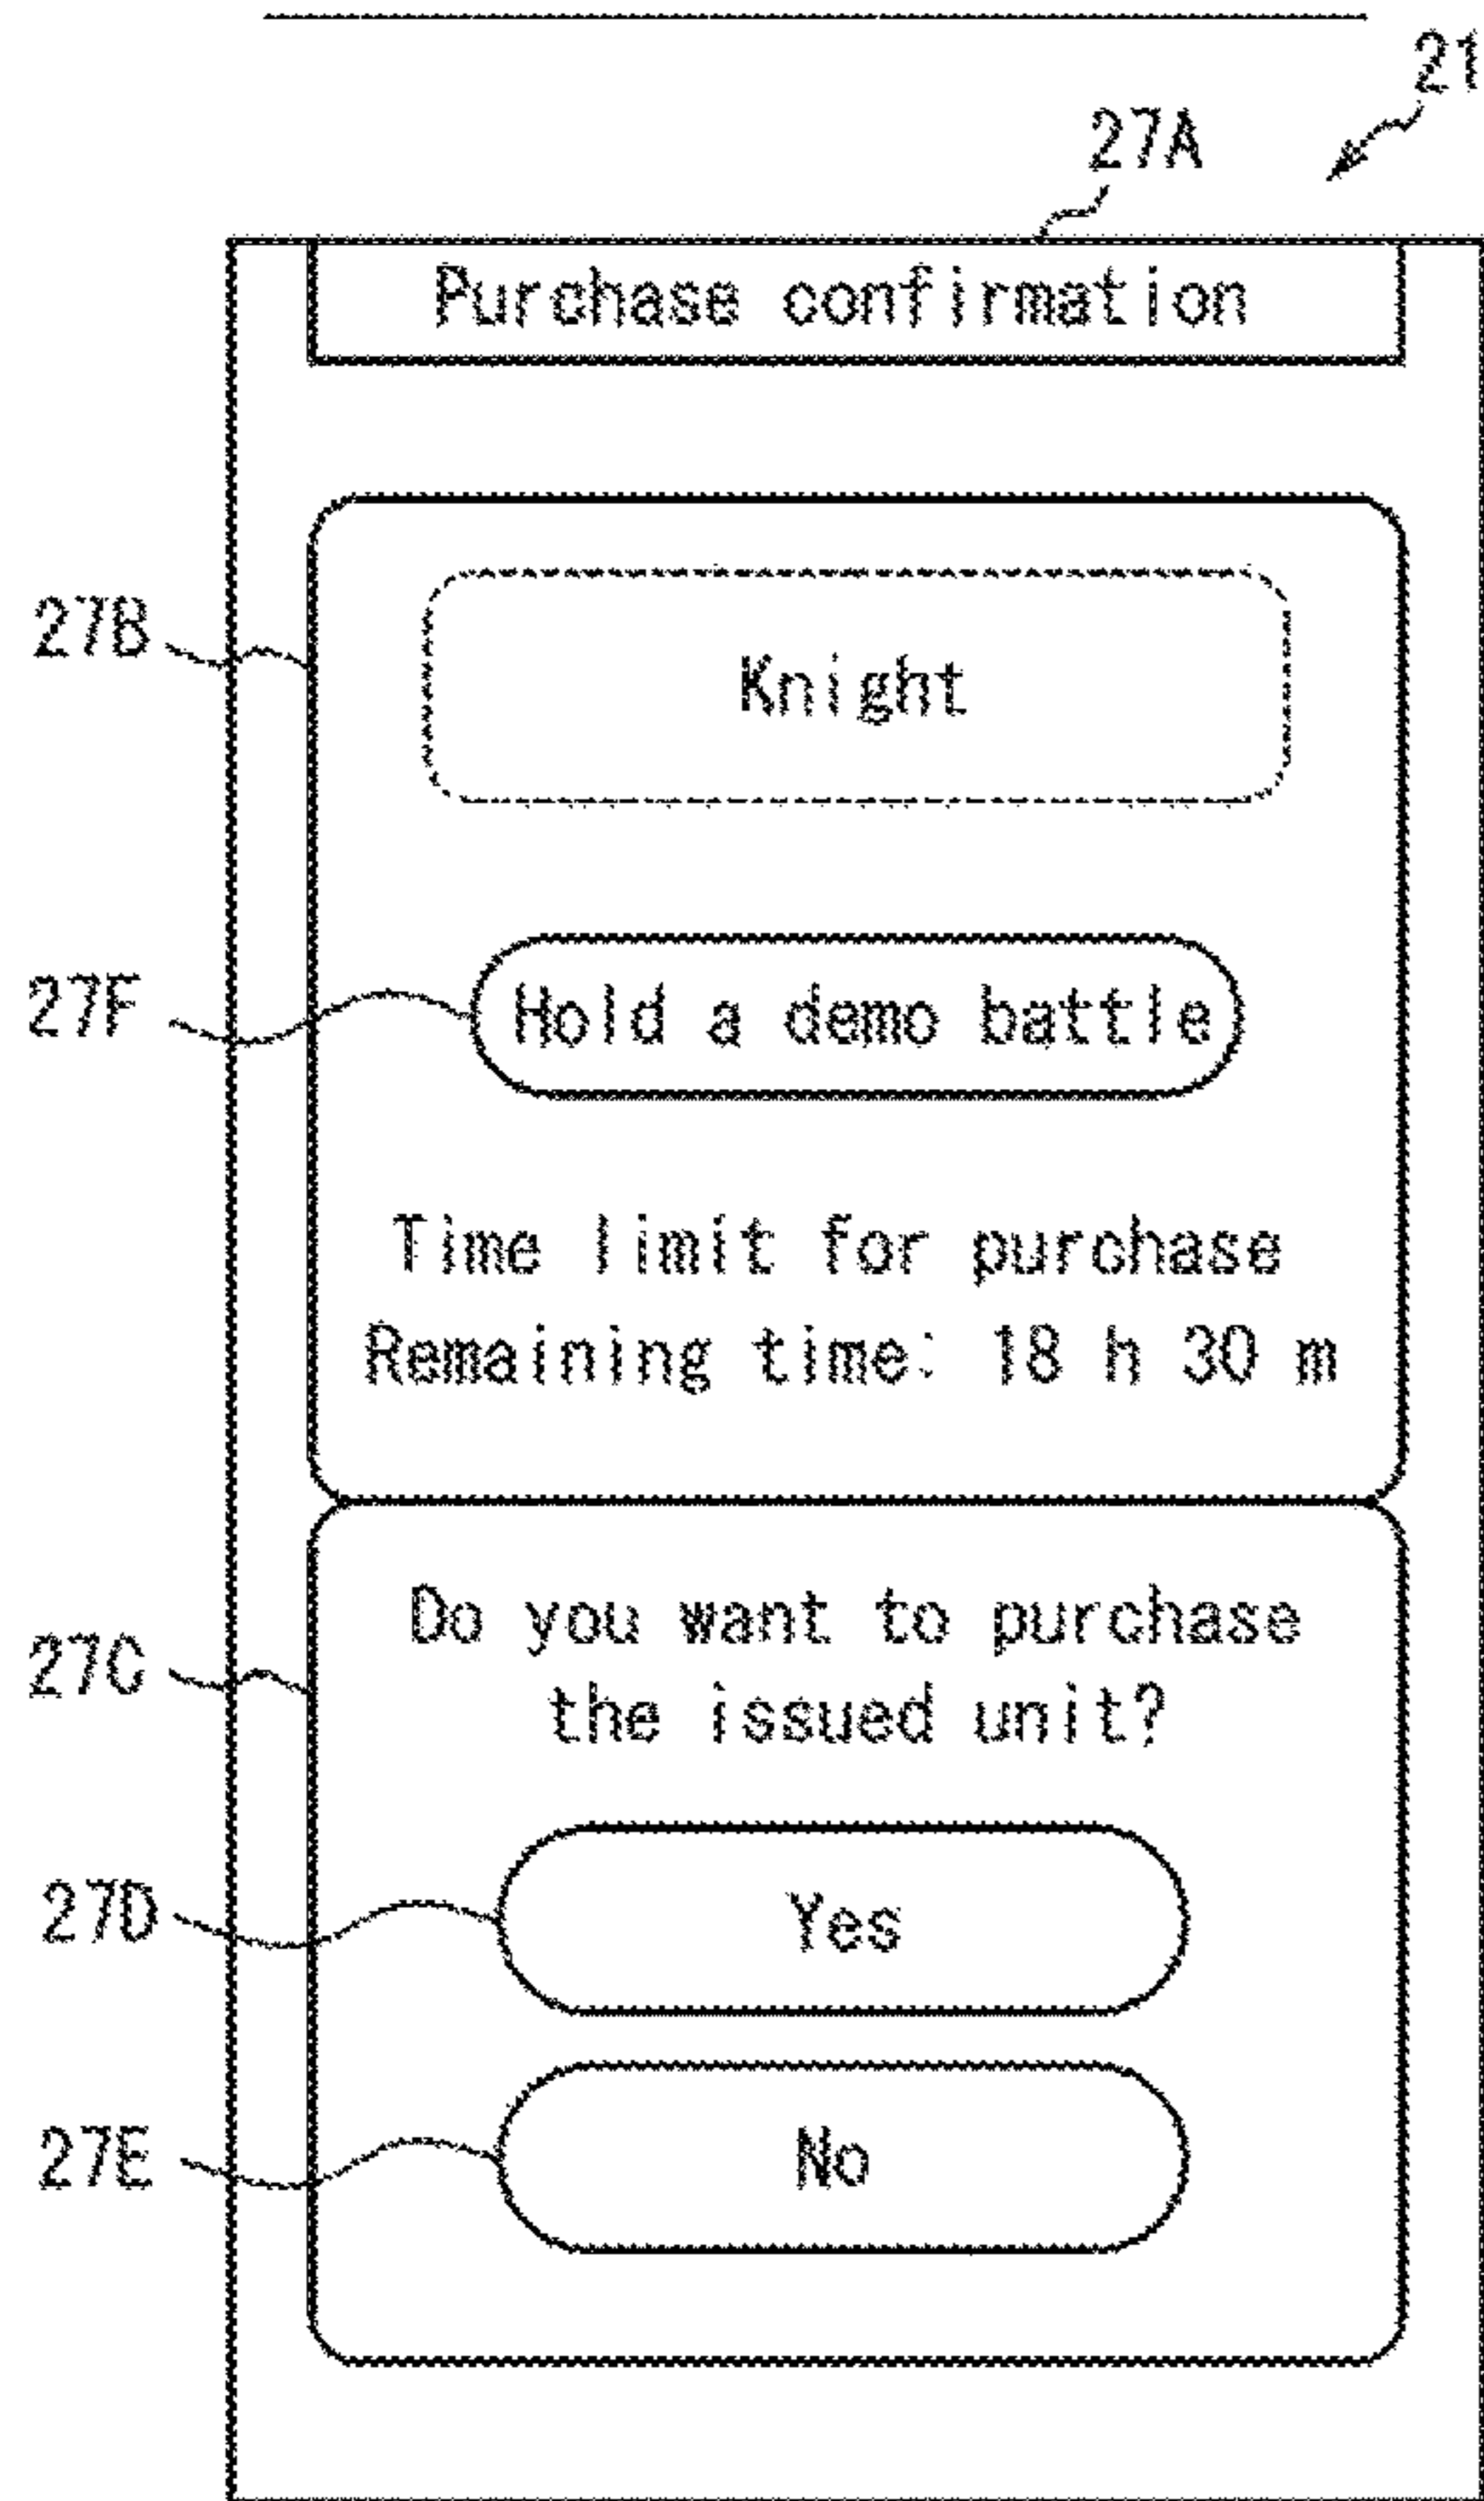 21
27A
Purchase confirmation
27B
Knight
27F
Hold a demo battle
Time limit for purchase
Remaining time: 18 h 30 m
27C
Do you want to purchase
the issued unit?
27D
Yes
27E
No